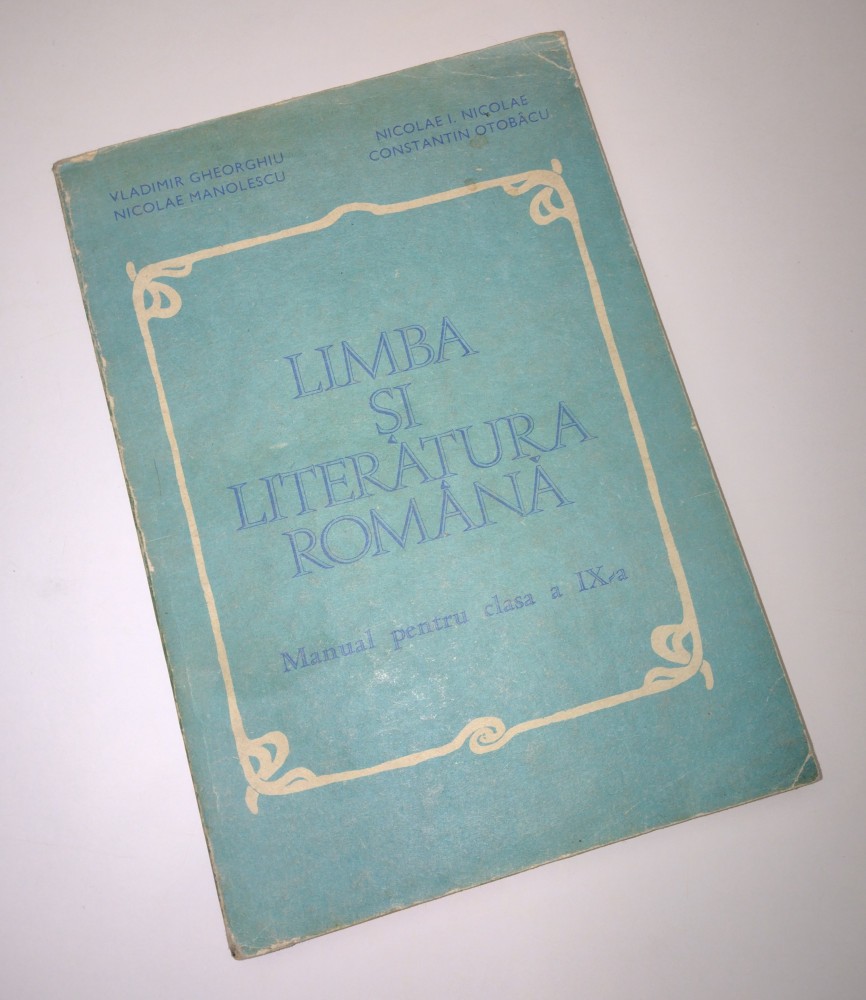 VLADIMIR GHEORGHIU
NICOLAE MANOLESCU
NICOLAE I. NICOLAE
CONSTANTIN OTOBÂCU
LIMBA
ȘI
LITERATURA
ROMÂNĂ
Manual pentru clasa a IX-a